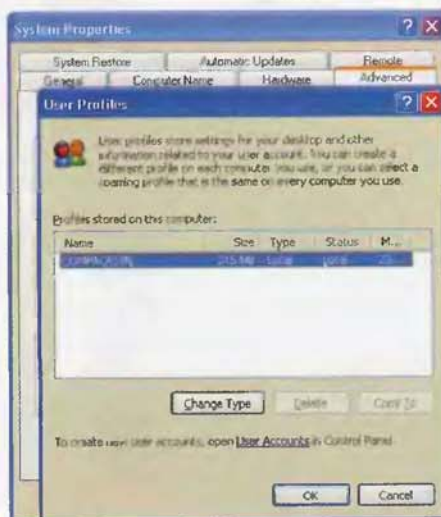 System Properties
System Restore Automatic Updates Remote
General Computer Name Hardware Advanced
User Profiles
User profiles store settings for your desktop and other
information related to your user account. You can create a
different profile on each computer you use, or you can select a
roaming profile that is the same on every computer you use.
Profiles stored on this computer:
Name Size Type Status M...
Local Local
Change Type Delete Copy To
To create new user accounts, open User Accounts in Control Panel.
OK Cancel